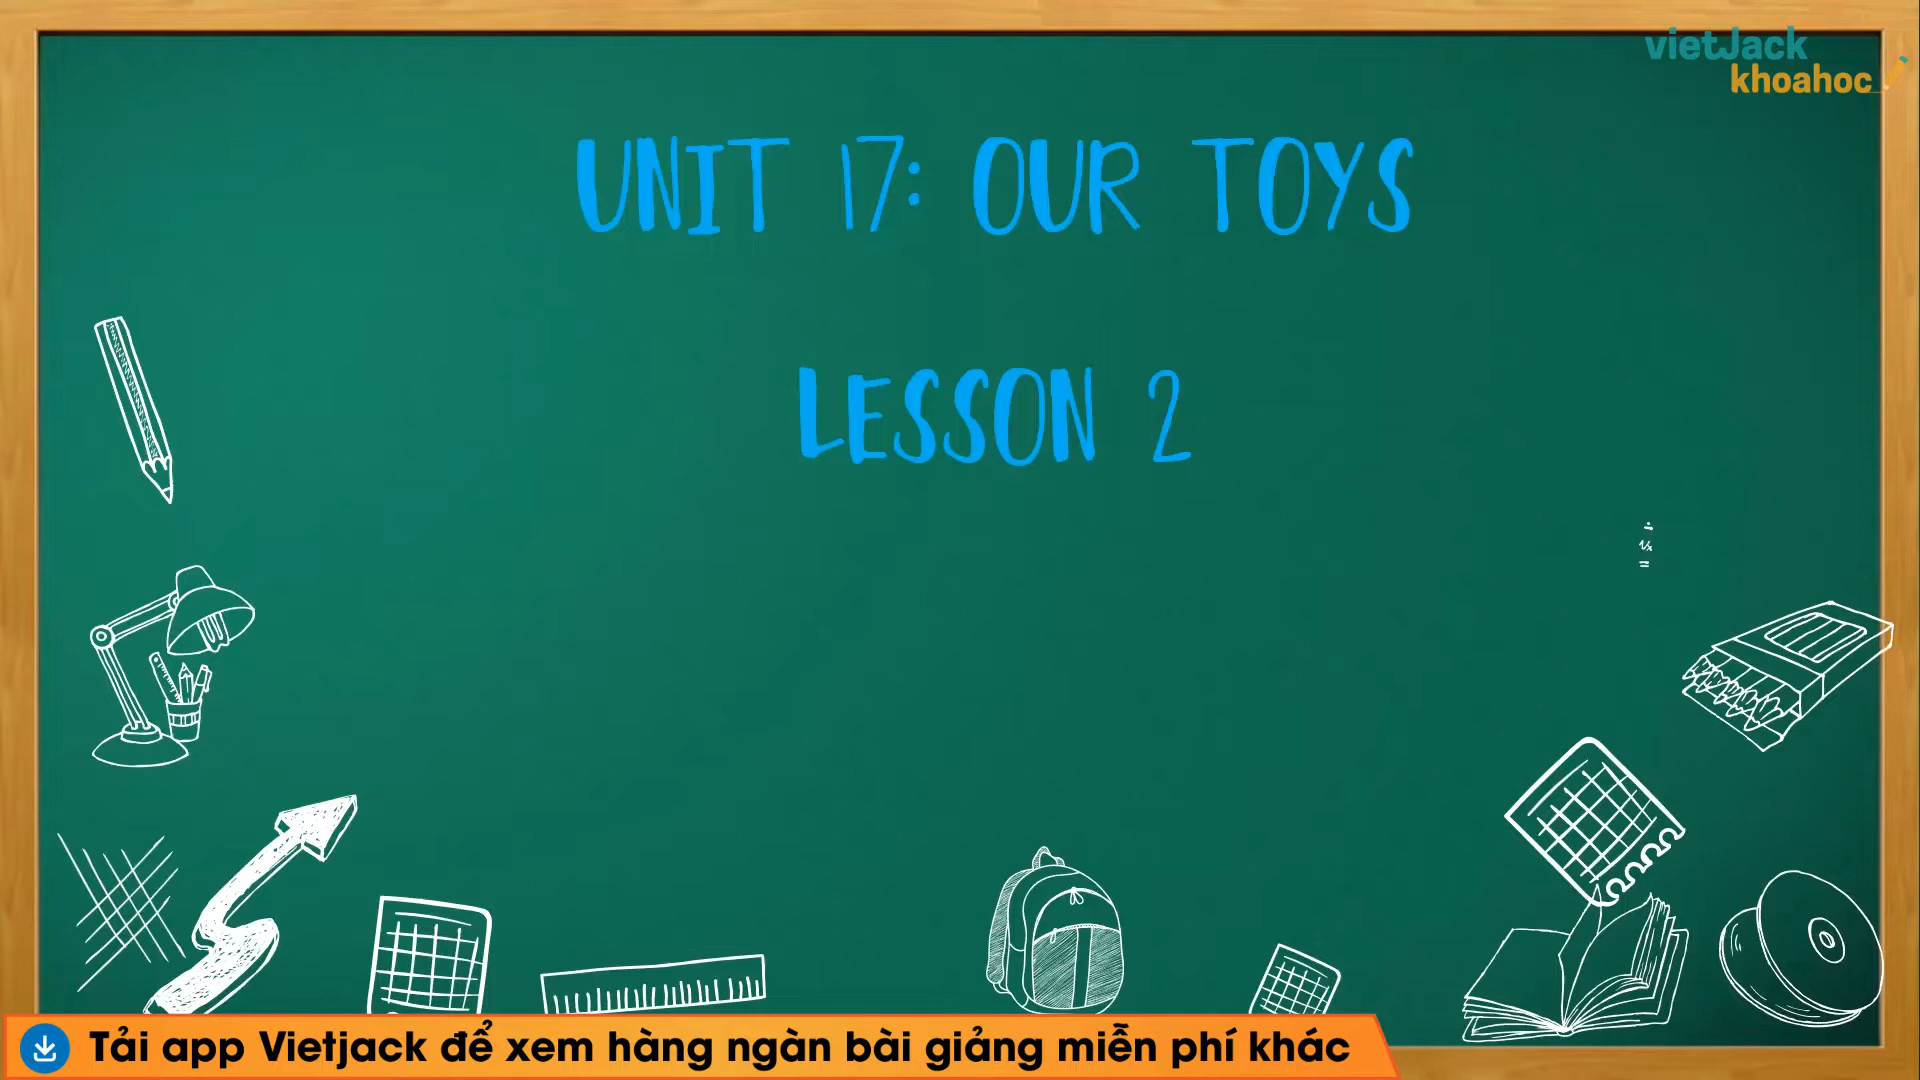 vietJack
khoahoc
UNIT 17: OUR TOYS
LESSON 2
Tải app Vietjack để xem hàng ngàn bài giảng miễn phí khác